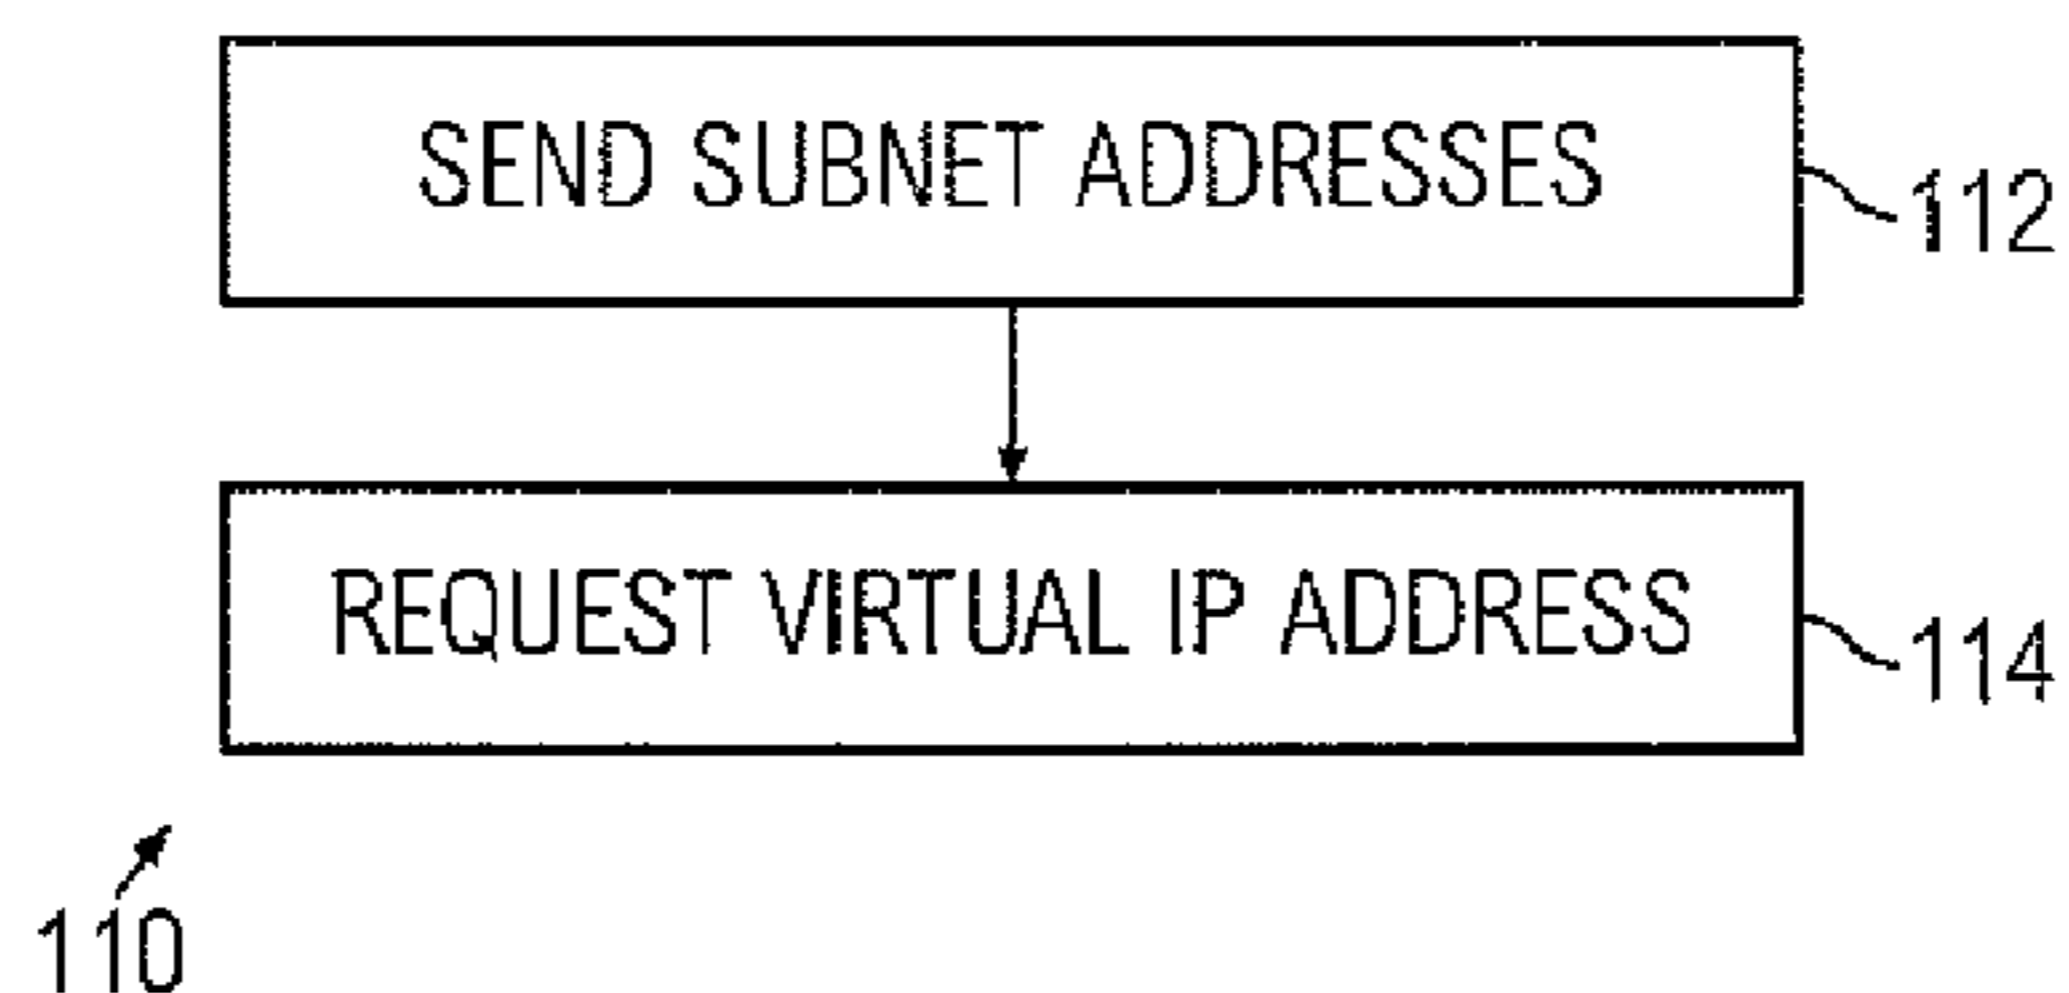 SEND SUBNET ADDRESSES
112
REQUEST VIRTUAL IP ADDRESS
114
110